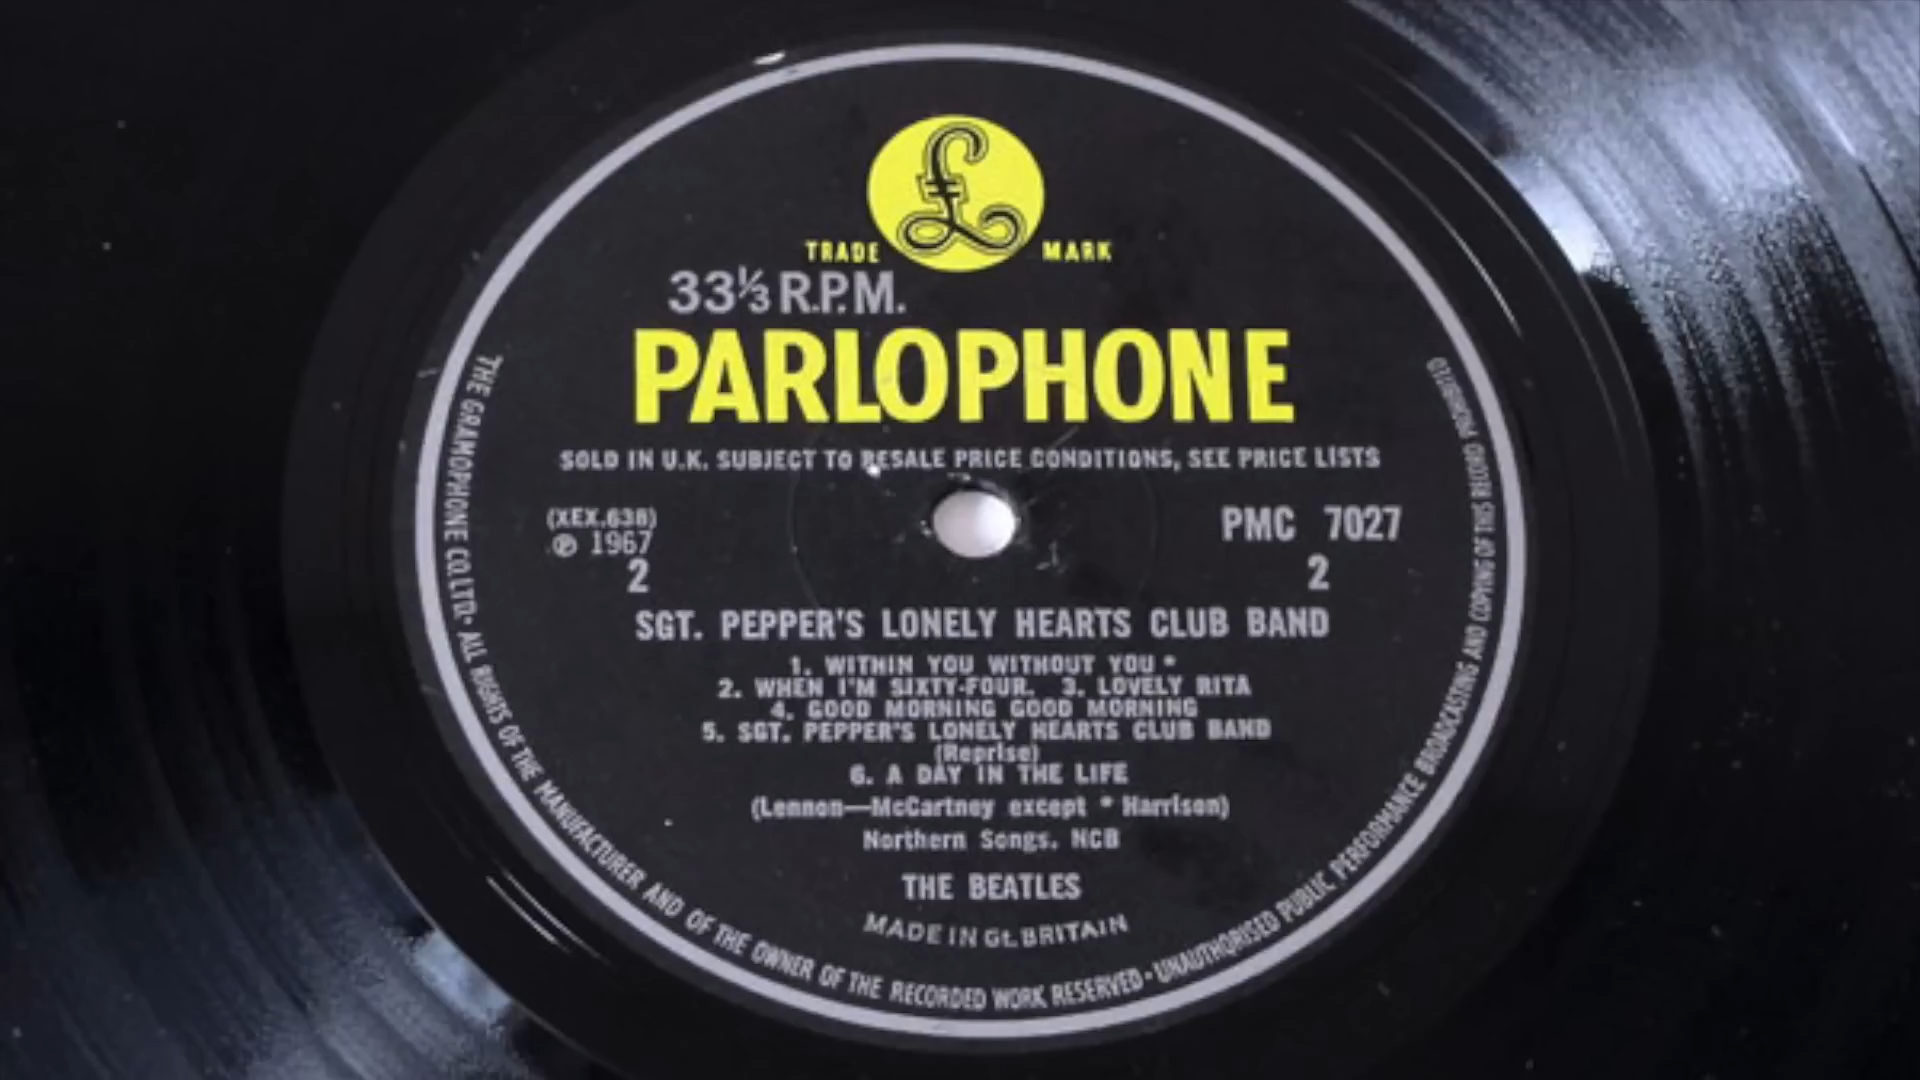 £
TRADE MARK
33⅓ R.P.M.
PARLOPHONE
SOLD IN U.K. SUBJECT TO RESALE PRICE CONDITIONS, SEE PRICE LISTS
(XEX.638)
℗ 1967
2
PMC 7027
2
SGT. PEPPER'S LONELY HEARTS CLUB BAND
1. WITHIN YOU WITHOUT YOU *
2. WHEN I'M SIXTY-FOUR. 3. LOVELY RITA
4. GOOD MORNING GOOD MORNING
5. SGT. PEPPER'S LONELY HEARTS CLUB BAND
(Reprise)
6. A DAY IN THE LIFE
(Lennon—McCartney except * Harrison)
Northern Songs. NCB
THE BEATLES
MADE IN Gt. BRITAIN
THE GRAMOPHONE CO. LTD. · ALL RIGHTS OF THE MANUFACTURER AND OF THE OWNER OF THE RECORDED WORK RESERVED · UNAUTHORISED PUBLIC PERFORMANCE BROADCASTING AND COPYING OF THIS RECORD PROHIBITED